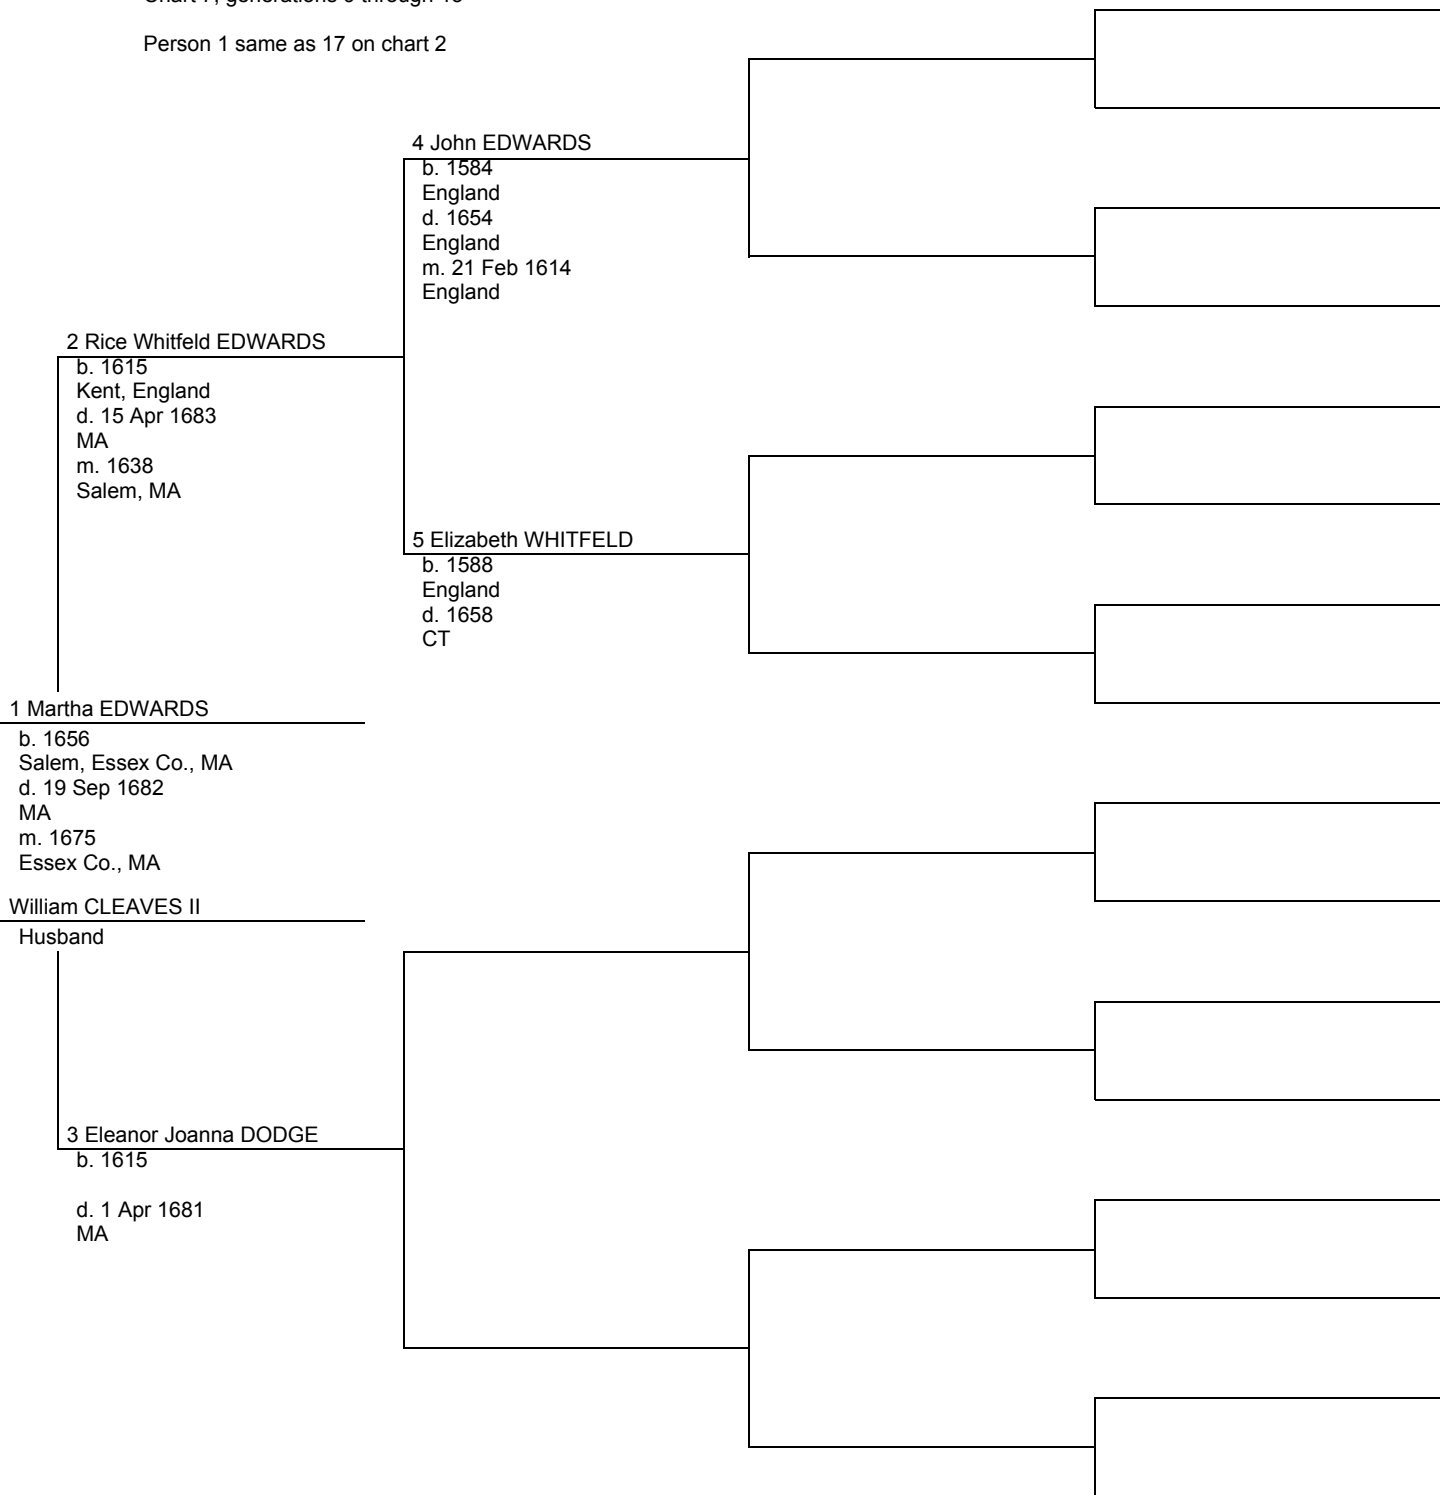 Person 1 same as 17 on chart 2
4 John EDWARDS
b. 1584
England
d. 1654
England
m. 21 Feb 1614
England
2 Rice Whitfeld EDWARDS
b. 1615
Kent, England
d. 15 Apr 1683
MA
m. 1638
Salem, MA
5 Elizabeth WHITFELD
b. 1588
England
d. 1658
CT
1 Martha EDWARDS
b. 1656
Salem, Essex Co., MA
d. 19 Sep 1682
MA
m. 1675
Essex Co., MA
William CLEAVES II
Husband
3 Eleanor Joanna DODGE
b. 1615
d. 1 Apr 1681
MA